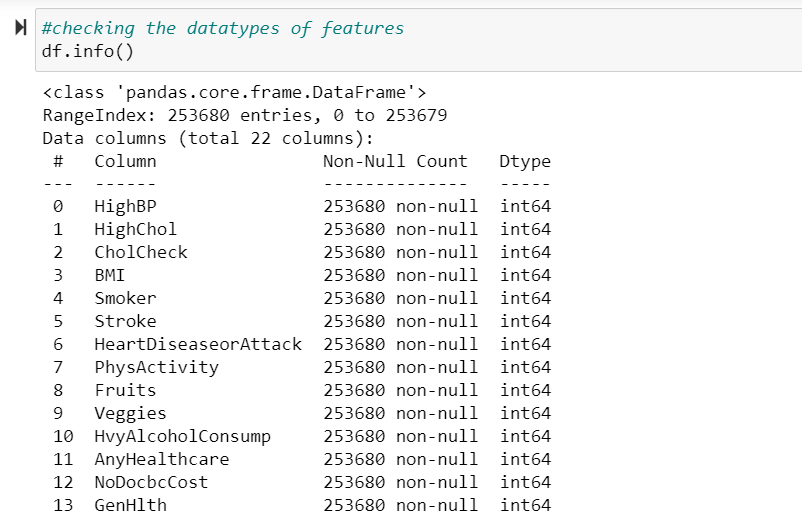 #checking the datatypes of features
df.info()
<class 'pandas.core.frame.DataFrame'>
RangeIndex: 253680 entries, 0 to 253679
Data columns (total 22 columns):
 #   Column                Non-Null Count   Dtype
---  ------                --------------   -----
 0   HighBP                253680 non-null  int64
 1   HighChol              253680 non-null  int64
 2   CholCheck             253680 non-null  int64
 3   BMI                   253680 non-null  int64
 4   Smoker                253680 non-null  int64
 5   Stroke                253680 non-null  int64
 6   HeartDiseaseorAttack  253680 non-null  int64
 7   PhysActivity          253680 non-null  int64
 8   Fruits                253680 non-null  int64
 9   Veggies               253680 non-null  int64
 10  HvyAlcoholConsump     253680 non-null  int64
 11  AnyHealthcare         253680 non-null  int64
 12  NoDocbcCost           253680 non-null  int64
 13  GenHlth               253680 non-null  int64